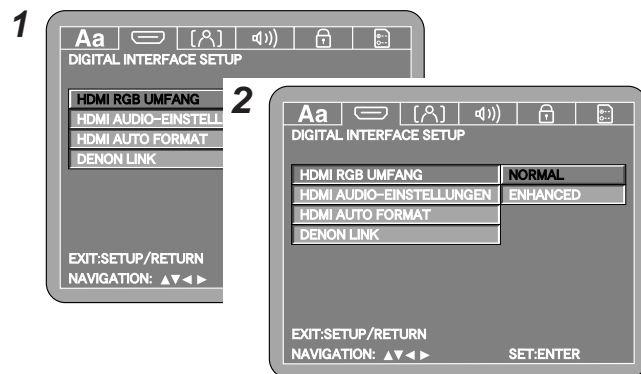 1
Aa
DIGITAL INTERFACE SETUP
HDMI RGB UMFANG
HDMI AUDIO-EINSTELL
HDMI AUTO FORMAT
DENON LINK
EXIT:SETUP/RETURN
NAVIGATION: ▲▼◄►
2
Aa
DIGITAL INTERFACE SETUP
HDMI RGB UMFANG NORMAL
HDMI AUDIO-EINSTELLUNGEN ENHANCED
HDMI AUTO FORMAT
DENON LINK
EXIT:SETUP/RETURN
NAVIGATION: ▲▼◄► SET:ENTER